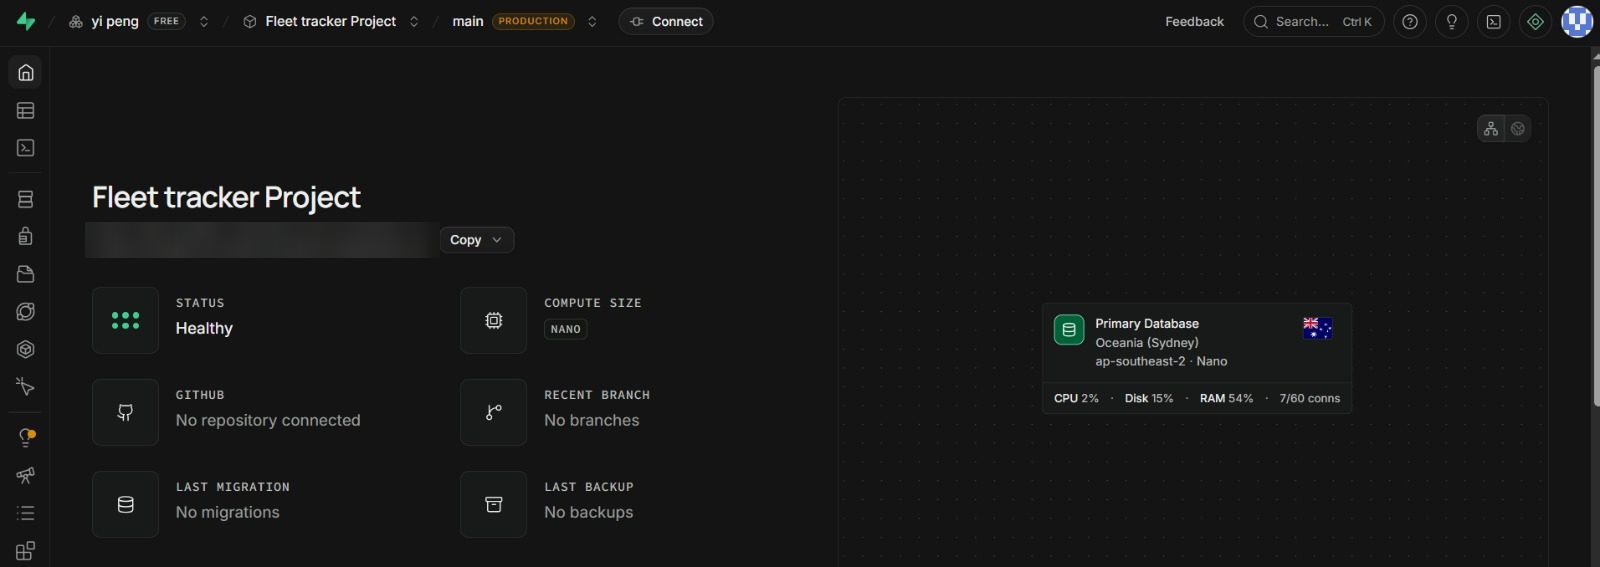 yi peng FREE Fleet tracker Project main PRODUCTION Connect Feedback Search... Ctrl K
Fleet tracker Project
Copy
STATUS
Healthy
COMPUTE SIZE
NANO
GITHUB
No repository connected
RECENT BRANCH
No branches
LAST MIGRATION
No migrations
LAST BACKUP
No backups
Primary Database
Oceania (Sydney)
ap-southeast-2 · Nano
CPU 2% · Disk 15% · RAM 54% · 7/60 conns